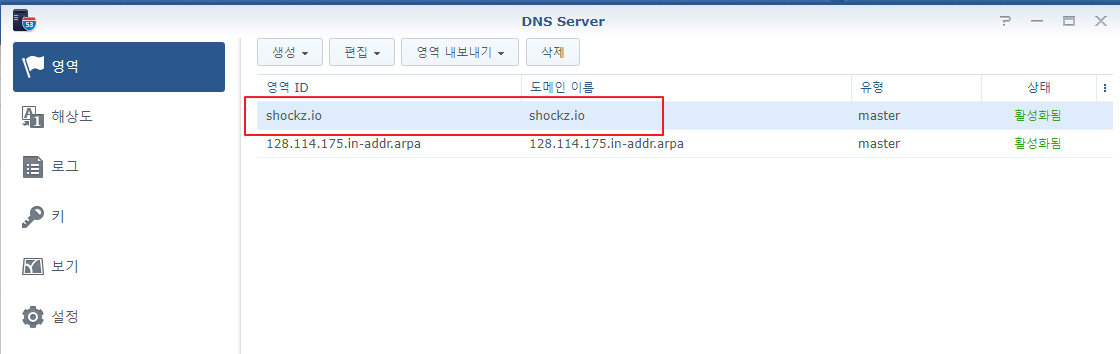 DNS Server
영역
해상도
로그
키
보기
설정
생성 편집 영역 내보내기 삭제
영역 ID 도메인 이름 유형 상태
shockz.io shockz.io master 활성화됨
128.114.175.in-addr.arpa 128.114.175.in-addr.arpa master 활성화됨